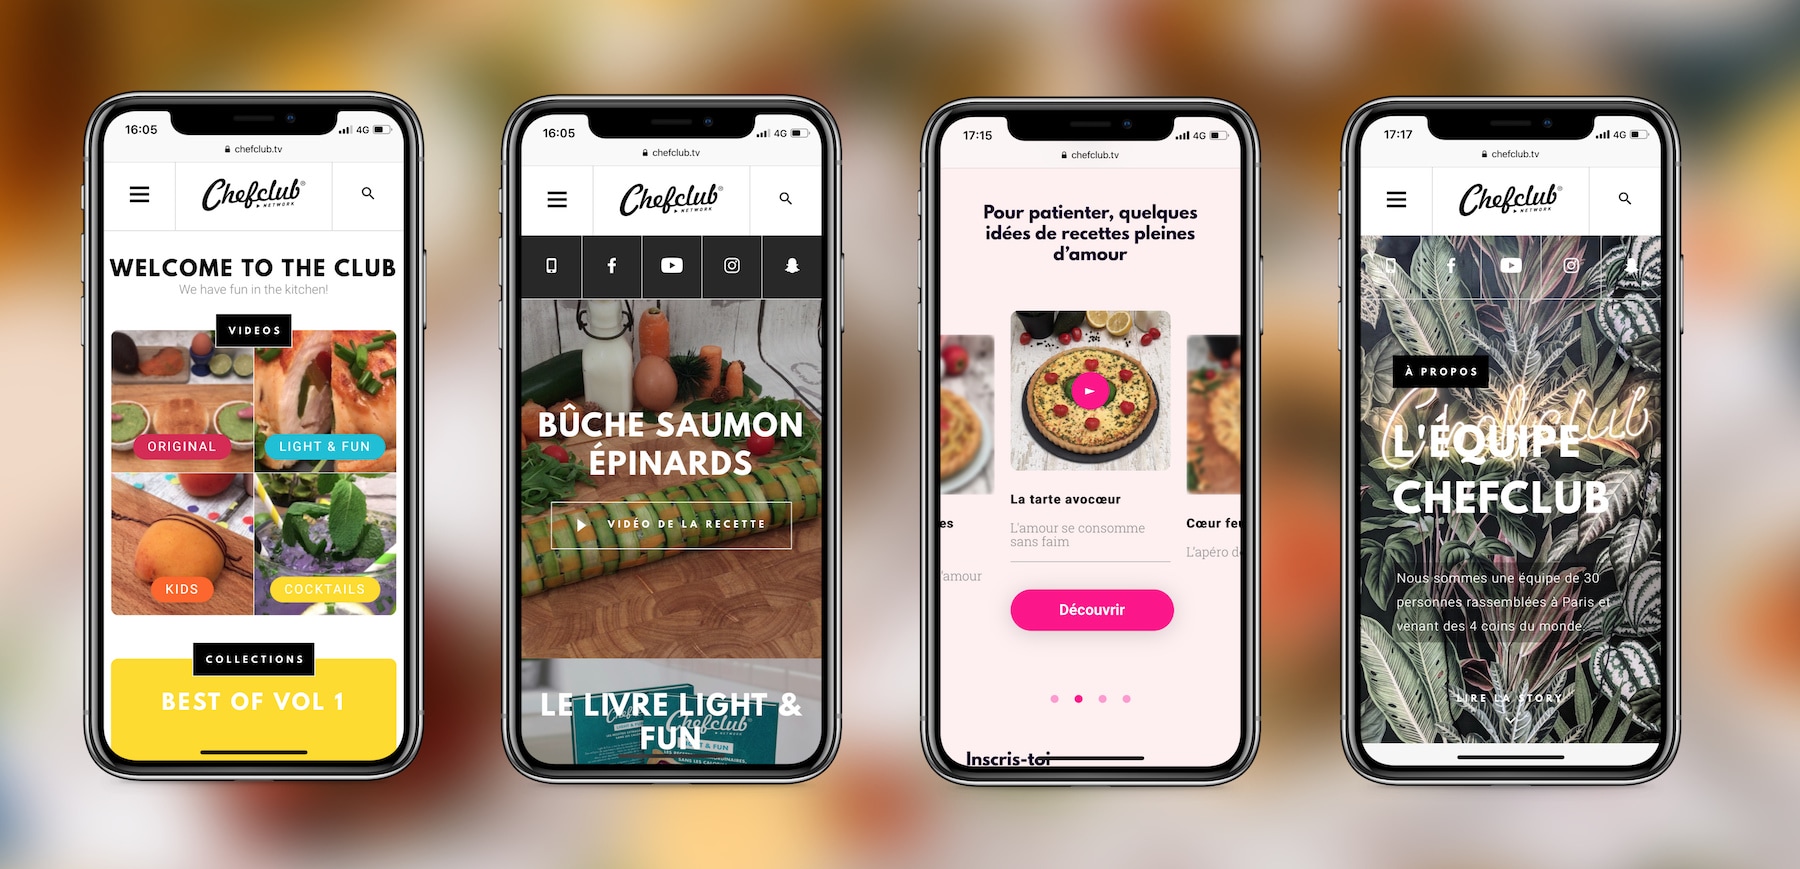 16:05
4G
chefclub.tv
Chefclub®
NETWORK
WELCOME TO THE CLUB
We have fun in the kitchen!
VIDEOS
ORIGINAL
LIGHT & FUN
KIDS
COCKTAILS
COLLECTIONS
BEST OF VOL 1
16:05
4G
chefclub.tv
Chefclub®
NETWORK
BÛCHE SAUMON
ÉPINARDS
VIDÉO DE LA RECETTE
LE LIVRE LIGHT &
FUN
Chefclub
LIGHT & FUN
17:15
4G
chefclub.tv
Pour patienter, quelques
idées de recettes pleines
d'amour
es
'amour
La tarte avocœur
L'amour se consomme
sans faim
Découvrir
Cœur feu
L'apéro d
Inscris-toi
17:17
4G
chefclub.tv
Chefclub®
NETWORK
À PROPOS
Chefclub
L'ÉQUIPE
CHEFCLUB
Nous sommes une équipe de 30
personnes rassemblées à Paris et
venant des 4 coins du monde.
LIRE LA STORY